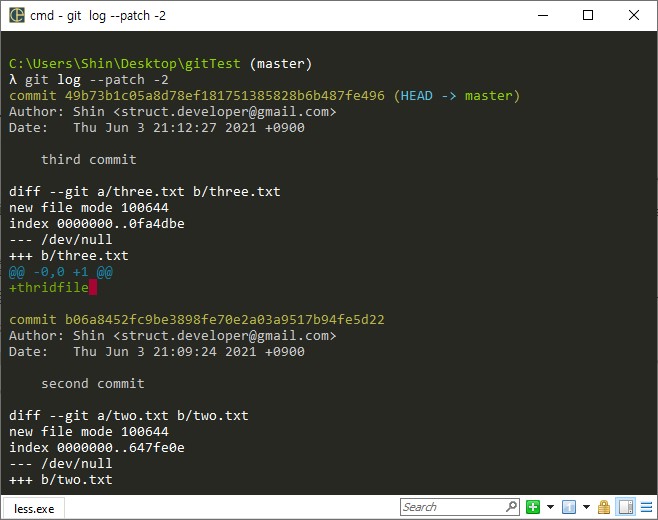 cmd - git  log --patch -2
C:\Users\Shin\Desktop\gitTest (master)
λ git log --patch -2
commit 49b73b1c05a8d78ef181751385828b6b487fe496 (HEAD -> master)
Author: Shin <struct.developer@gmail.com>
Date:   Thu Jun 3 21:12:27 2021 +0900
    third commit
diff --git a/three.txt b/three.txt
new file mode 100644
index 0000000..0fa4dbe
--- /dev/null
+++ b/three.txt
@@ -0,0 +1 @@
+thridfile
commit b06a8452fc9be3898fe70e2a03a9517b94fe5d22
Author: Shin <struct.developer@gmail.com>
Date:   Thu Jun 3 21:09:24 2021 +0900
    second commit
diff --git a/two.txt b/two.txt
new file mode 100644
index 0000000..647fe0e
--- /dev/null
+++ b/two.txt
less.exe
Search